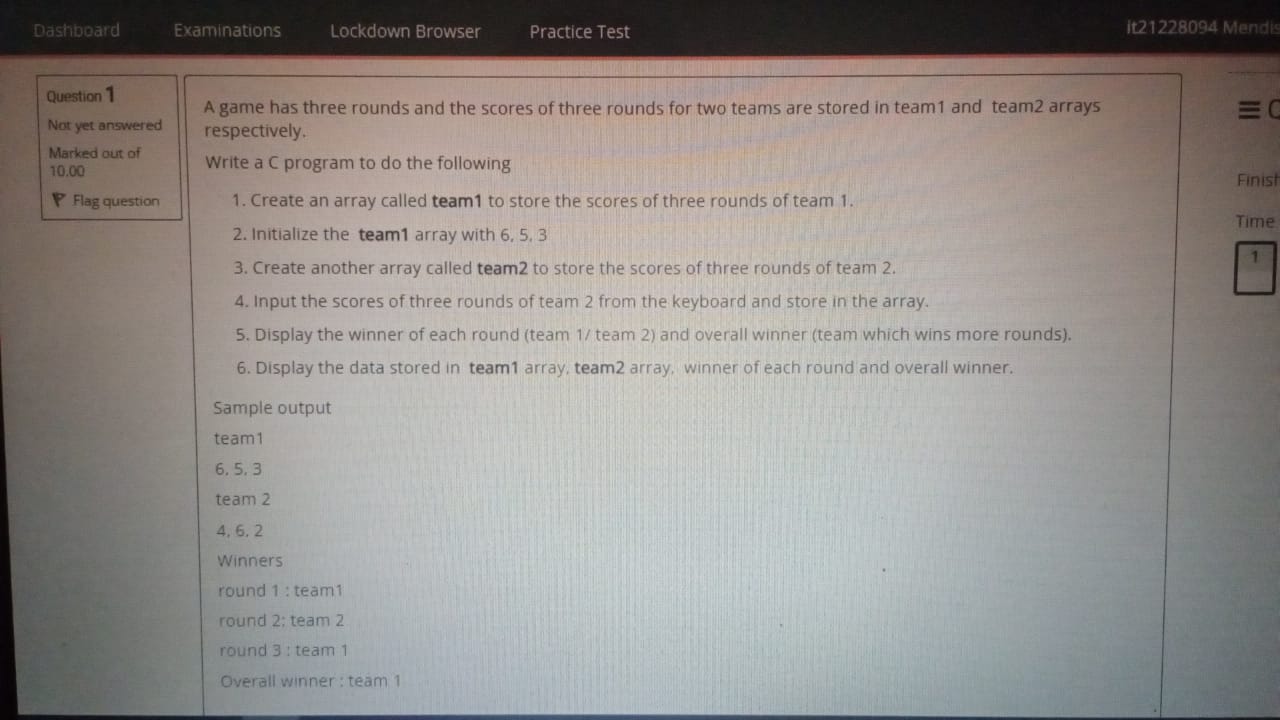 Dashboard Examinations Lockdown Browser Practice Test it21228094 Mendis
Question 1
Not yet answered
Marked out of
10.00
Flag question
A game has three rounds and the scores of three rounds for two teams are stored in team1 and team2 arrays
respectively.
Write a C program to do the following
1. Create an array called team1 to store the scores of three rounds of team 1.
2. Initialize the team1 array with 6, 5, 3
3. Create another array called team2 to store the scores of three rounds of team 2.
4. Input the scores of three rounds of team 2 from the keyboard and store in the array.
5. Display the winner of each round (team 1/ team 2) and overall winner (team which wins more rounds).
6. Display the data stored in team1 array, team2 array, winner of each round and overall winner.
Sample output
team1
6, 5, 3
team 2
4, 6, 2
Winners
round 1 : team1
round 2: team 2
round 3 : team 1
Overall winner : team 1
Finish
Time
1